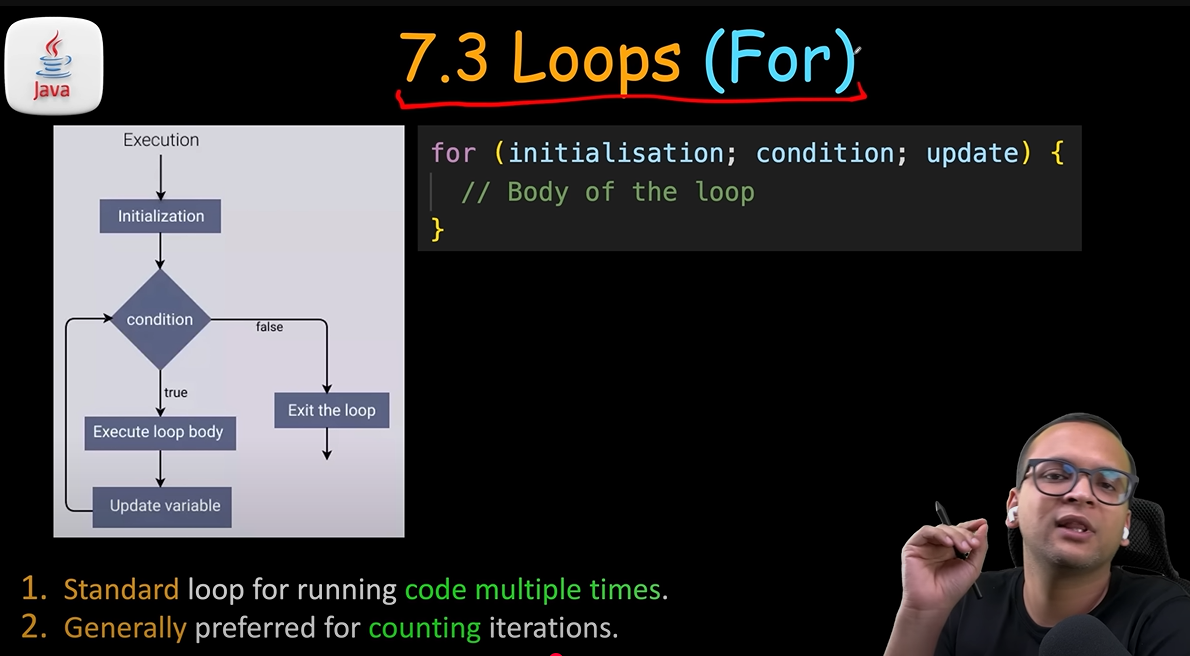 Java
7.3 Loops (For)
Execution
Initialization
condition
false
true
Exit the loop
Execute loop body
Update variable
for (initialisation; condition; update) {
// Body of the loop
}
1. Standard loop for running code multiple times.
2. Generally preferred for counting iterations.